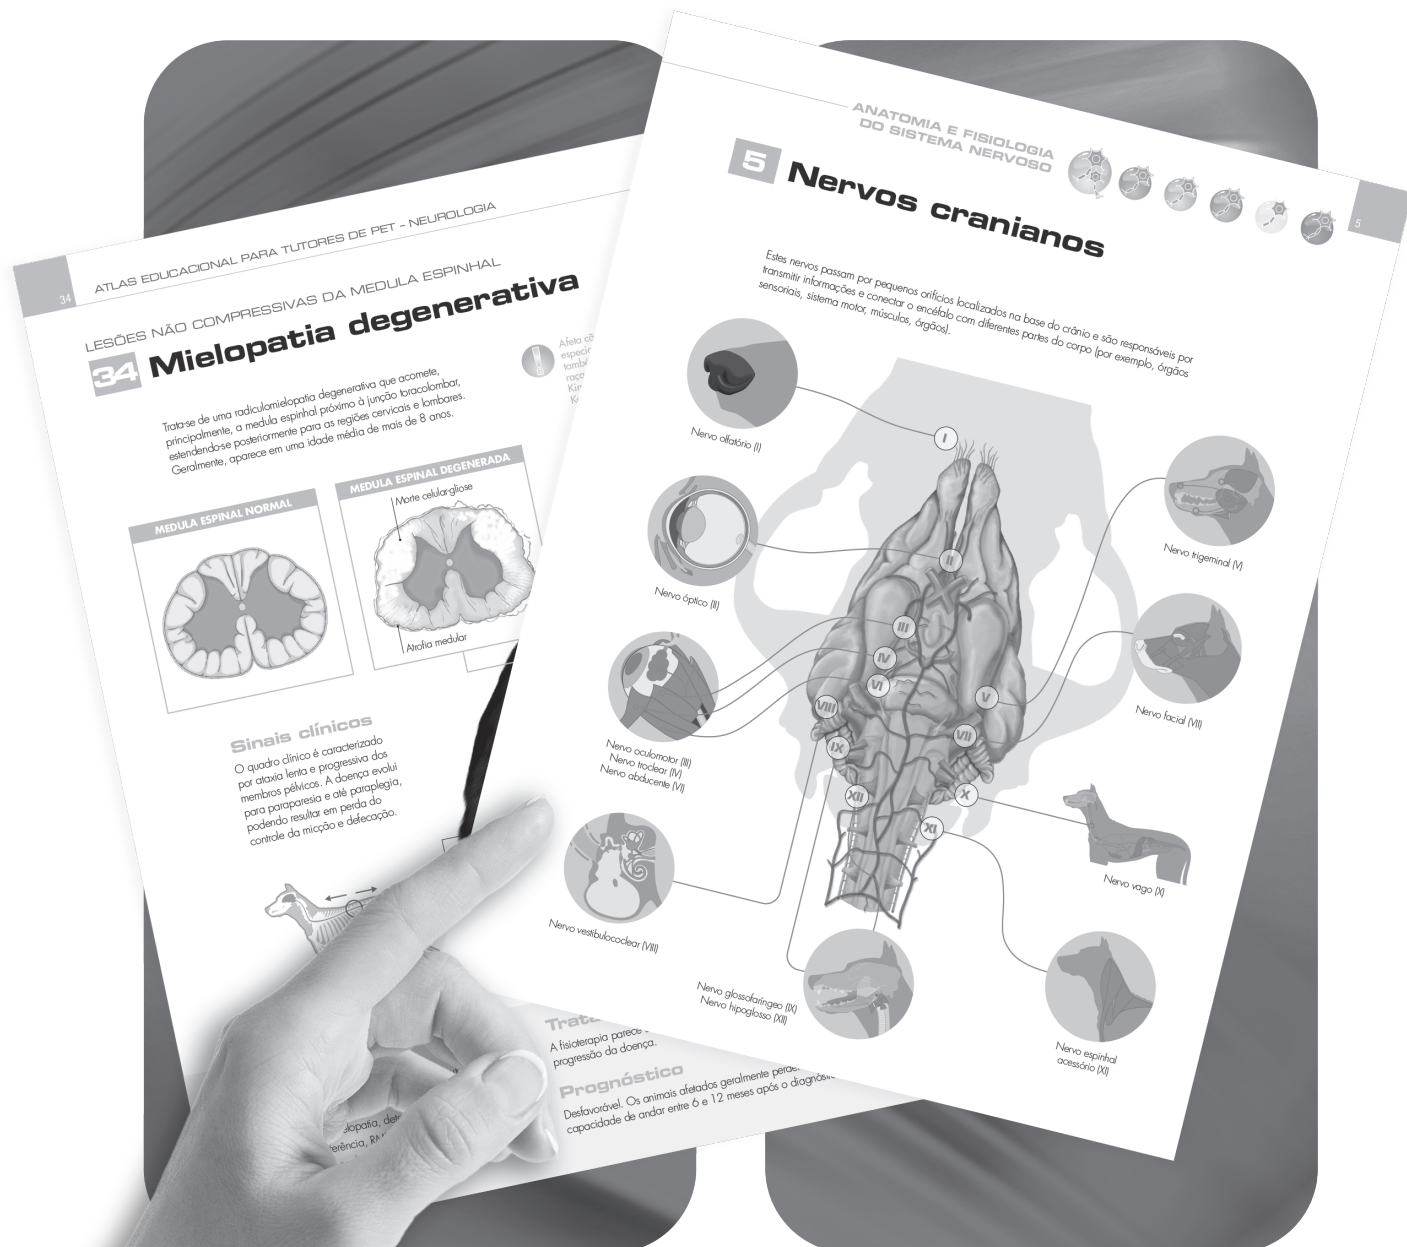 34
ATLAS EDUCACIONAL PARA TUTORES DE PET – NEUROLOGIA
LESÕES NÃO COMPRESSIVAS DA MEDULA ESPINHAL
34 Mielopatia degenerativa
Trata-se de uma radiculomielopatia degenerativa que acomete,
principalmente, a medula espinhal próximo à junção toracolombar,
estendendo-se posteriormente para as regiões cervicais e lombares.
Geralmente, aparece em uma idade média de mais de 8 anos.
Afeta
MEDULA ESPINAL NORMAL
MEDULA ESPINAL DEGENERADA
Morte celular-gliose
Atrofia medular
Sinais clínicos
O quadro clínico é caracterizado
por ataxia lenta e progressiva dos
membros pélvicos. A doença evolui
para paraparesia e até paraplegia,
podendo resultar em perda do
controle da micção e defecação.
A fisioterapia parece
progressão da doença.
Prognóstico
Desfavorável. Os animais afetados geralmente
capacidade de andar entre 6 e 12 meses após o
ANATOMIA E FISIOLOGIA
DO SISTEMA NERVOSO
5
5 Nervos cranianos
Estes nervos passam por pequenos orifícios localizados na base do crânio e são responsáveis por
transmitir informações e conectar o encéfalo com diferentes partes do corpo (por exemplo, órgãos
sensoriais, sistema motor, músculos, órgãos).
Nervo olfatório (I)
Nervo óptico (II)
Nervo oculomotor (III)
Nervo troclear (IV)
Nervo abducente (VI)
Nervo vestibulococlear (VIII)
Nervo glossofaríngeo (IX)
Nervo hipoglosso (XII)
I
II
III
IV
VI
V
VIII
VII
IX
XII
X
XI
Nervo trigeminal (V)
Nervo facial (VII)
Nervo vago (X)
Nervo espinhal
acessório (XI)